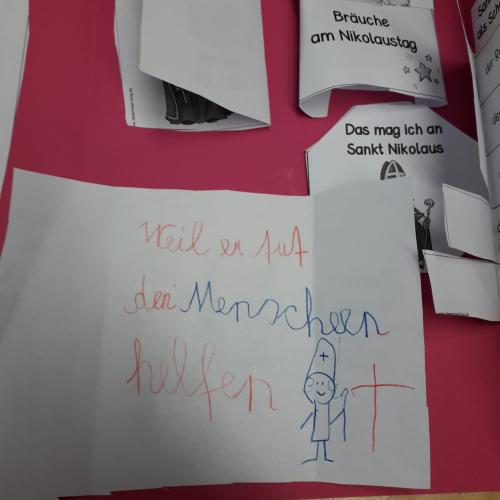 Bräuche
am Nikolaustag
Das mag ich an
Sankt Nikolaus
Weil er tut
den Menscheen
helfen